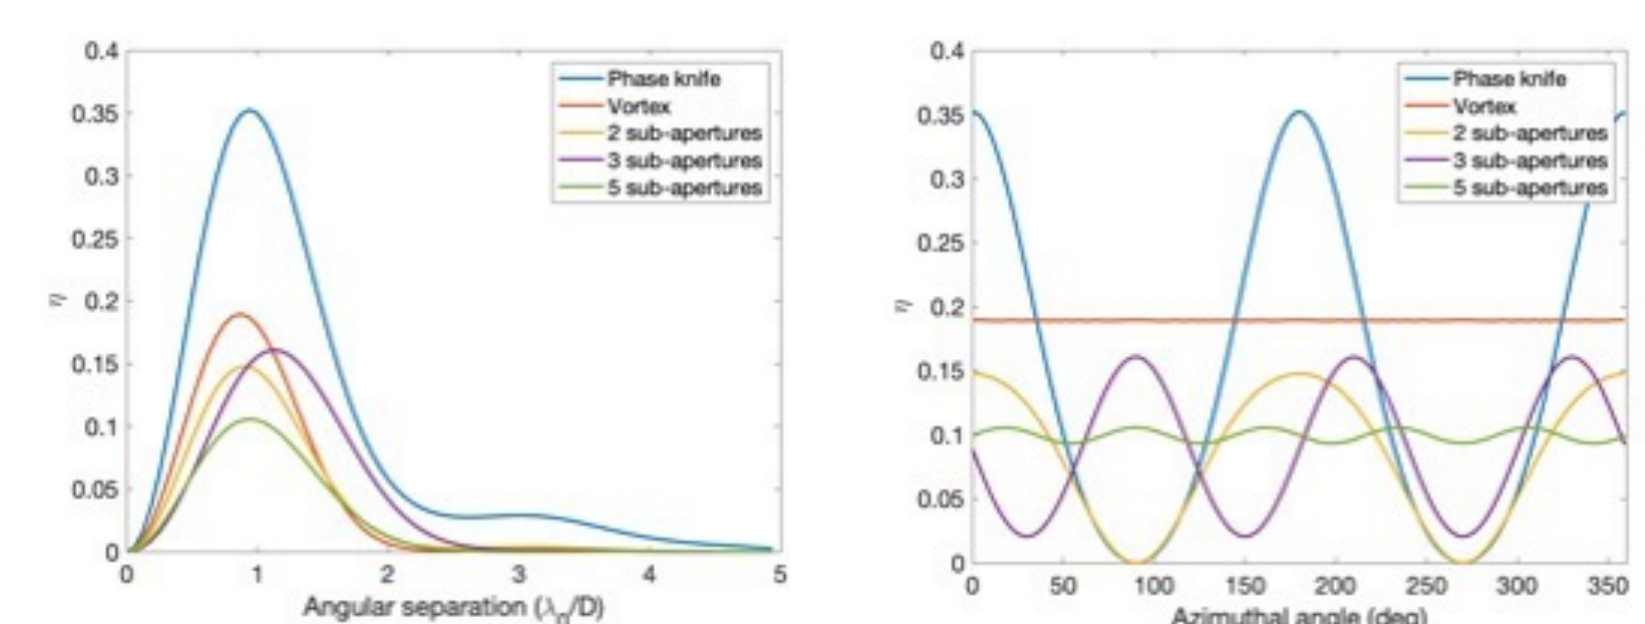 0.4
0.35
0.3
0.25
0.2
0.15
0.1
0.05
0
η
0 1 2 3 4 5
Angular separation (λ₀/D)
Phase knife
Vortex
2 sub-apertures
3 sub-apertures
5 sub-apertures
0.4
0.35
0.3
0.25
0.2
0.15
0.1
0.05
0
η
0 50 100 150 200 250 300 350
Azimuthal angle (deg)
Phase knife
Vortex
2 sub-apertures
3 sub-apertures
5 sub-apertures